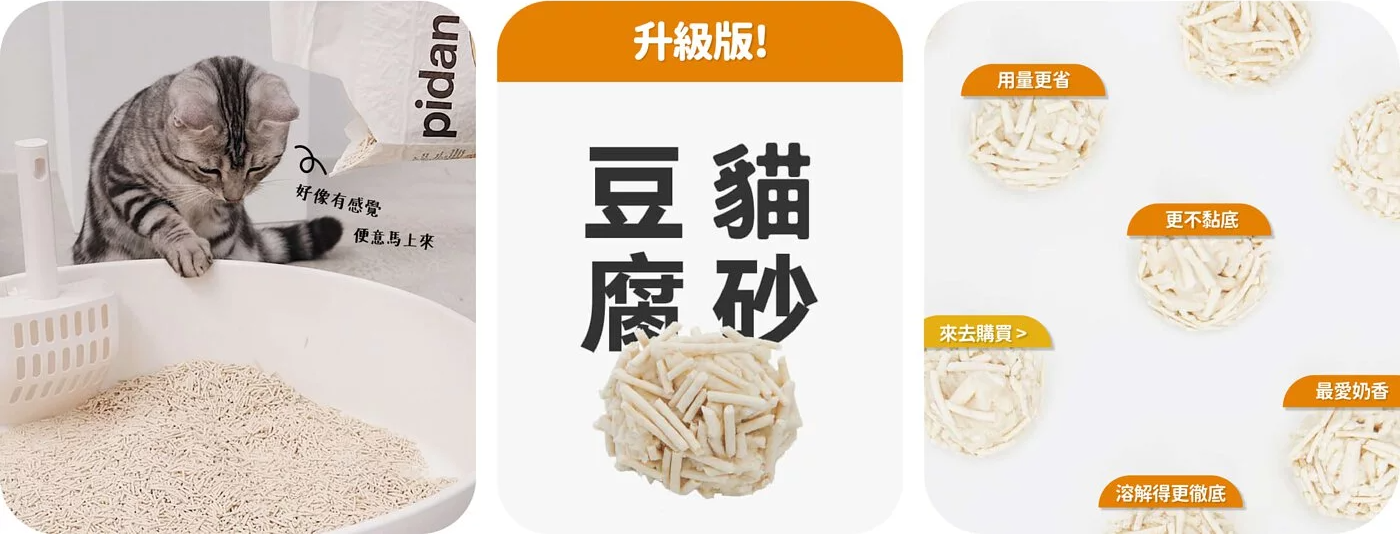 pidan
好像有感覺
便意馬上來
升級版!
豆腐
貓砂
用量更省
更不黏底
來去購買 >
最愛奶香
溶解得更徹底